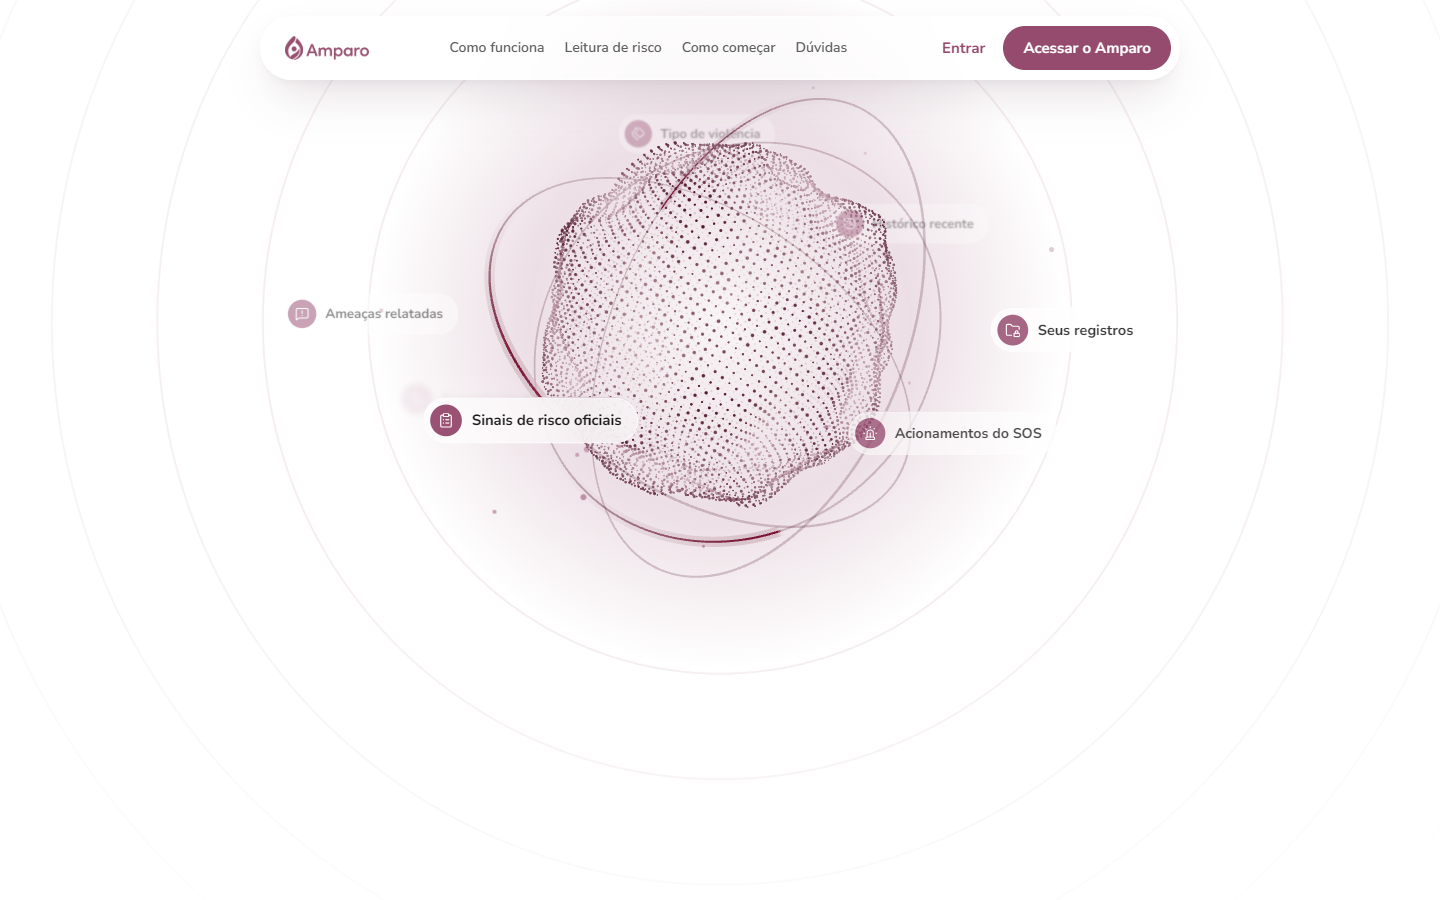 Amparo
Como funciona
Leitura de risco
Como começar
Dúvidas
Entrar
Acessar o Amparo
Tipo de violência
recente
Ameaças relatadas
Seus registros
Sinais de risco oficiais
Acionamentos do SOS